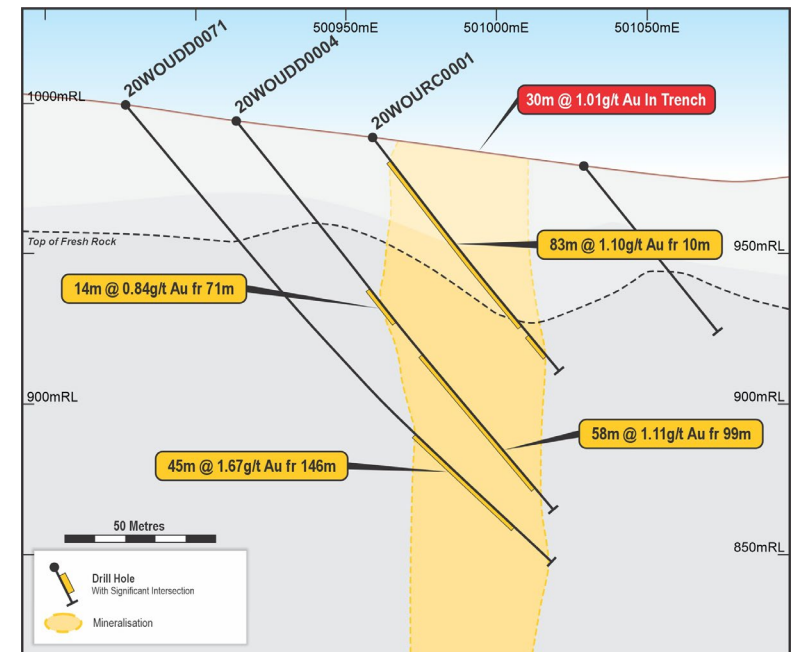 500950mE
501000mE
501050mE
20WOUDD0071
20WOUDD0004
20WOURC0001
1000mRL
30m @ 1.01g/t Au In Trench
Top of Fresh Rock
83m @ 1.10g/t Au fr 10m
950mRL
14m @ 0.84g/t Au fr 71m
900mRL
900mRL
58m @ 1.11g/t Au fr 99m
45m @ 1.67g/t Au fr 146m
50 Metres
850mRL
Drill Hole
With Significant Intersection
Mineralisation